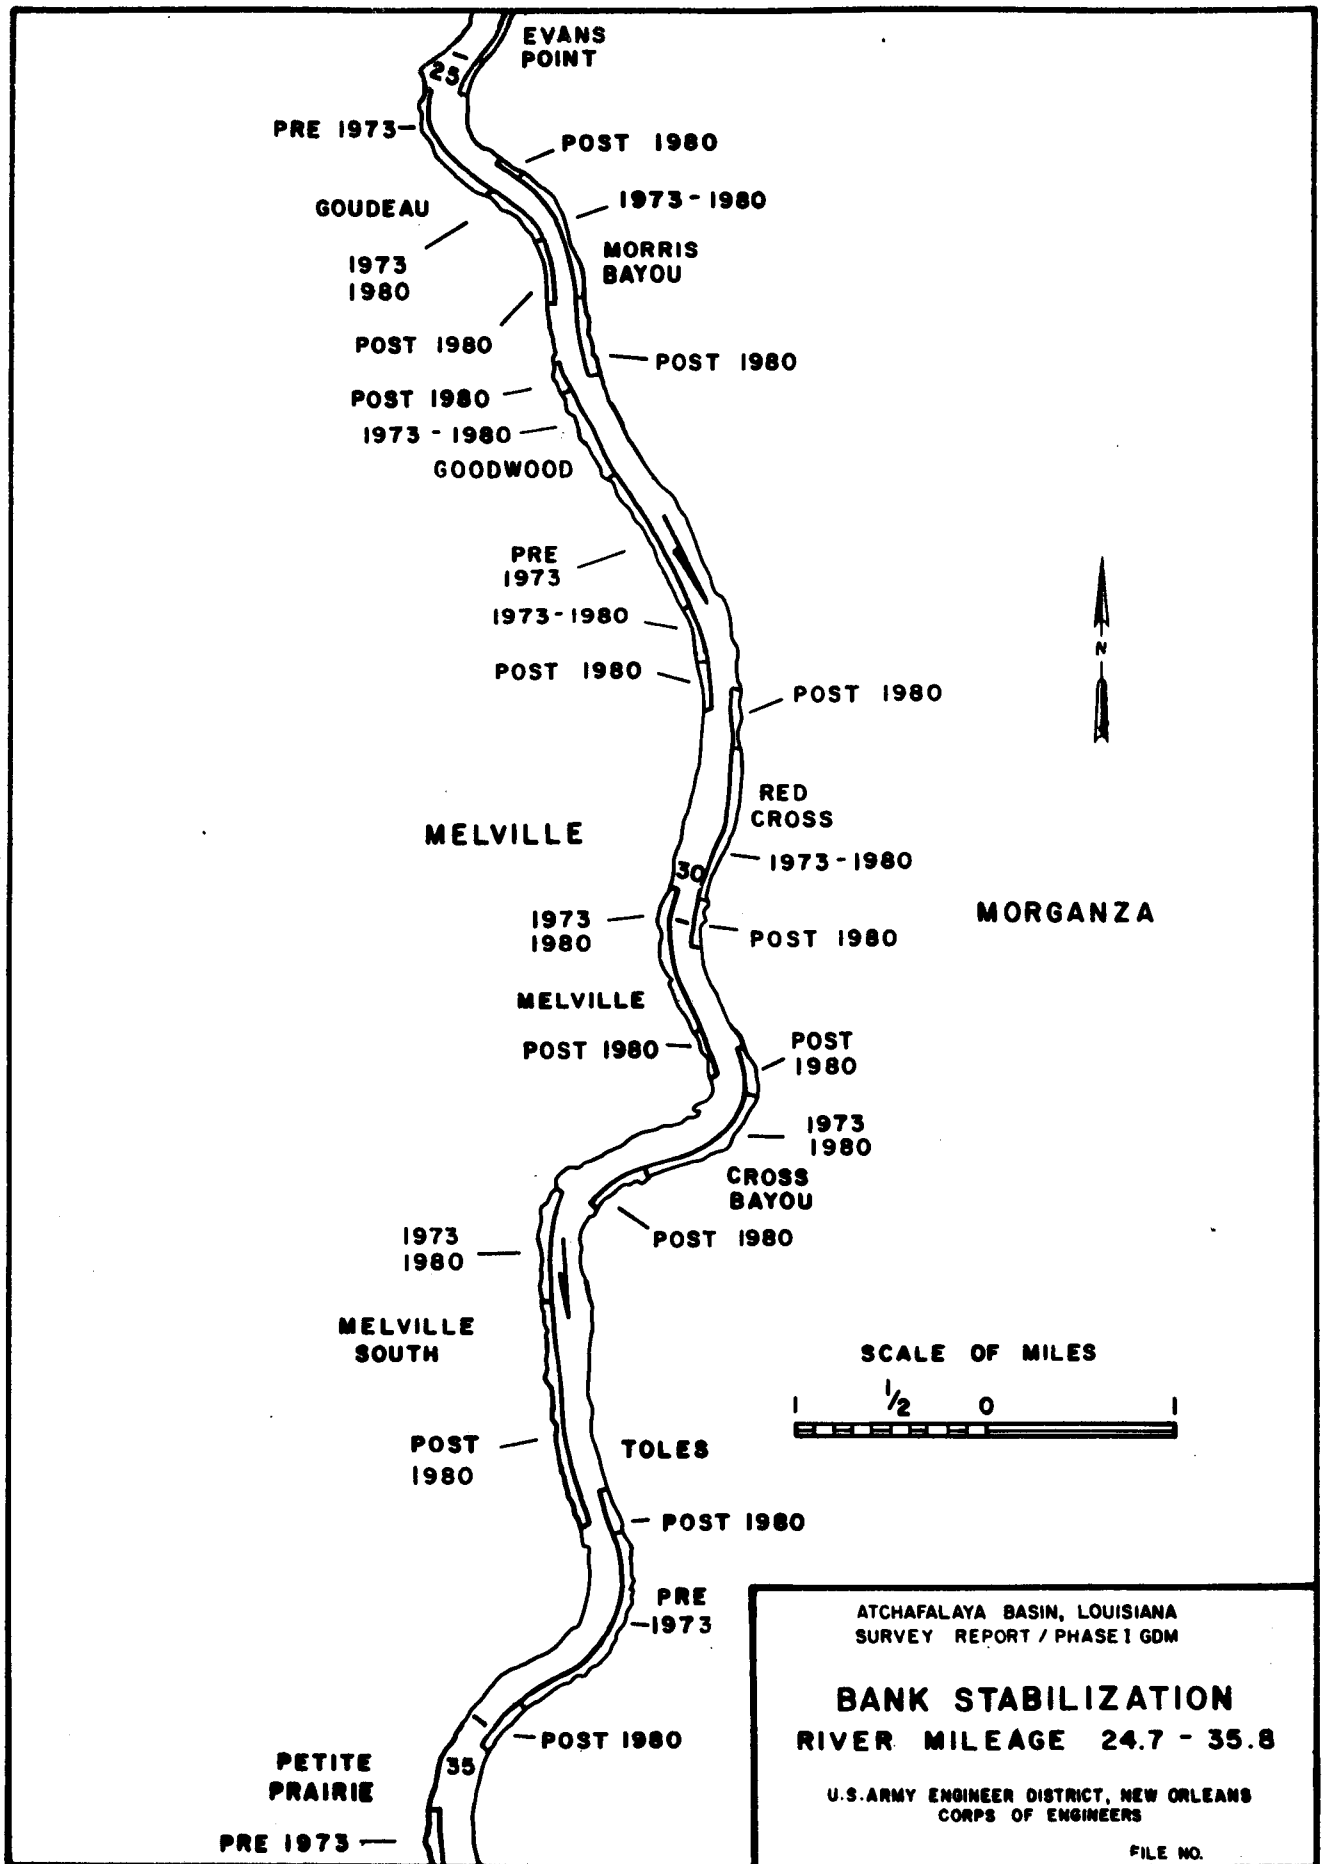 EVANS
POINT
25
PRE 1973
POST 1980
1973-1980
GOUDEAU
MORRIS
BAYOU
1973
1980
POST 1980
POST 1980
POST 1980
1973 - 1980
GOODWOOD
PRE
1973
1973-1980
POST 1980
POST 1980
N
RED
CROSS
MELVILLE
1973-1980
30
MORGANZA
1973
1980
POST 1980
MELVILLE
POST 1980
POST
1980
1973
1980
CROSS
BAYOU
POST 1980
1973
1980
MELVILLE
SOUTH
SCALE OF MILES
1 1/2 0 1
POST
1980
TOLES
POST 1980
PRE
1973
POST 1980
35
PETITE
PRAIRIE
PRE 1973
ATCHAFALAYA BASIN, LOUISIANA
SURVEY REPORT / PHASE I GDM
BANK STABILIZATION
RIVER MILEAGE 24.7 - 35.8
U.S. ARMY ENGINEER DISTRICT, NEW ORLEANS
CORPS OF ENGINEERS
FILE NO.